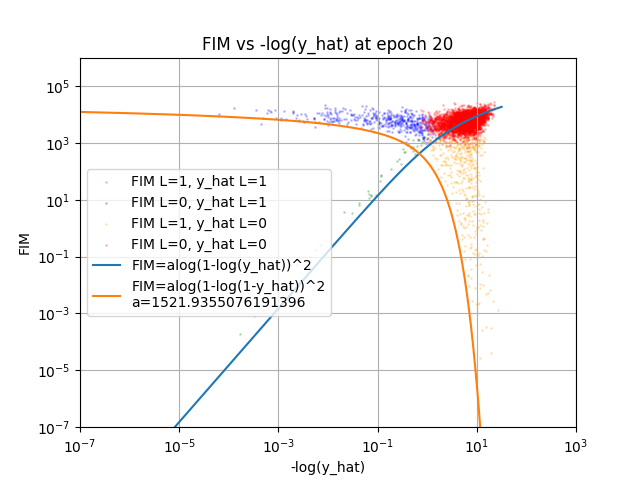 FIM vs -log(y_hat) at epoch 20
FIM
10^5
10^3
10^1
10^−1
10^−3
10^−5
10^−7
FIM L=1, y_hat L=1
FIM L=0, y_hat L=1
FIM L=1, y_hat L=0
FIM L=0, y_hat L=0
FIM=alog(1-log(y_hat))^2
FIM=alog(1-log(1-y_hat))^2
a=1521.9355076191396
10^−7 10^−5 10^−3 10^−1 10^1 10^3
-log(y_hat)